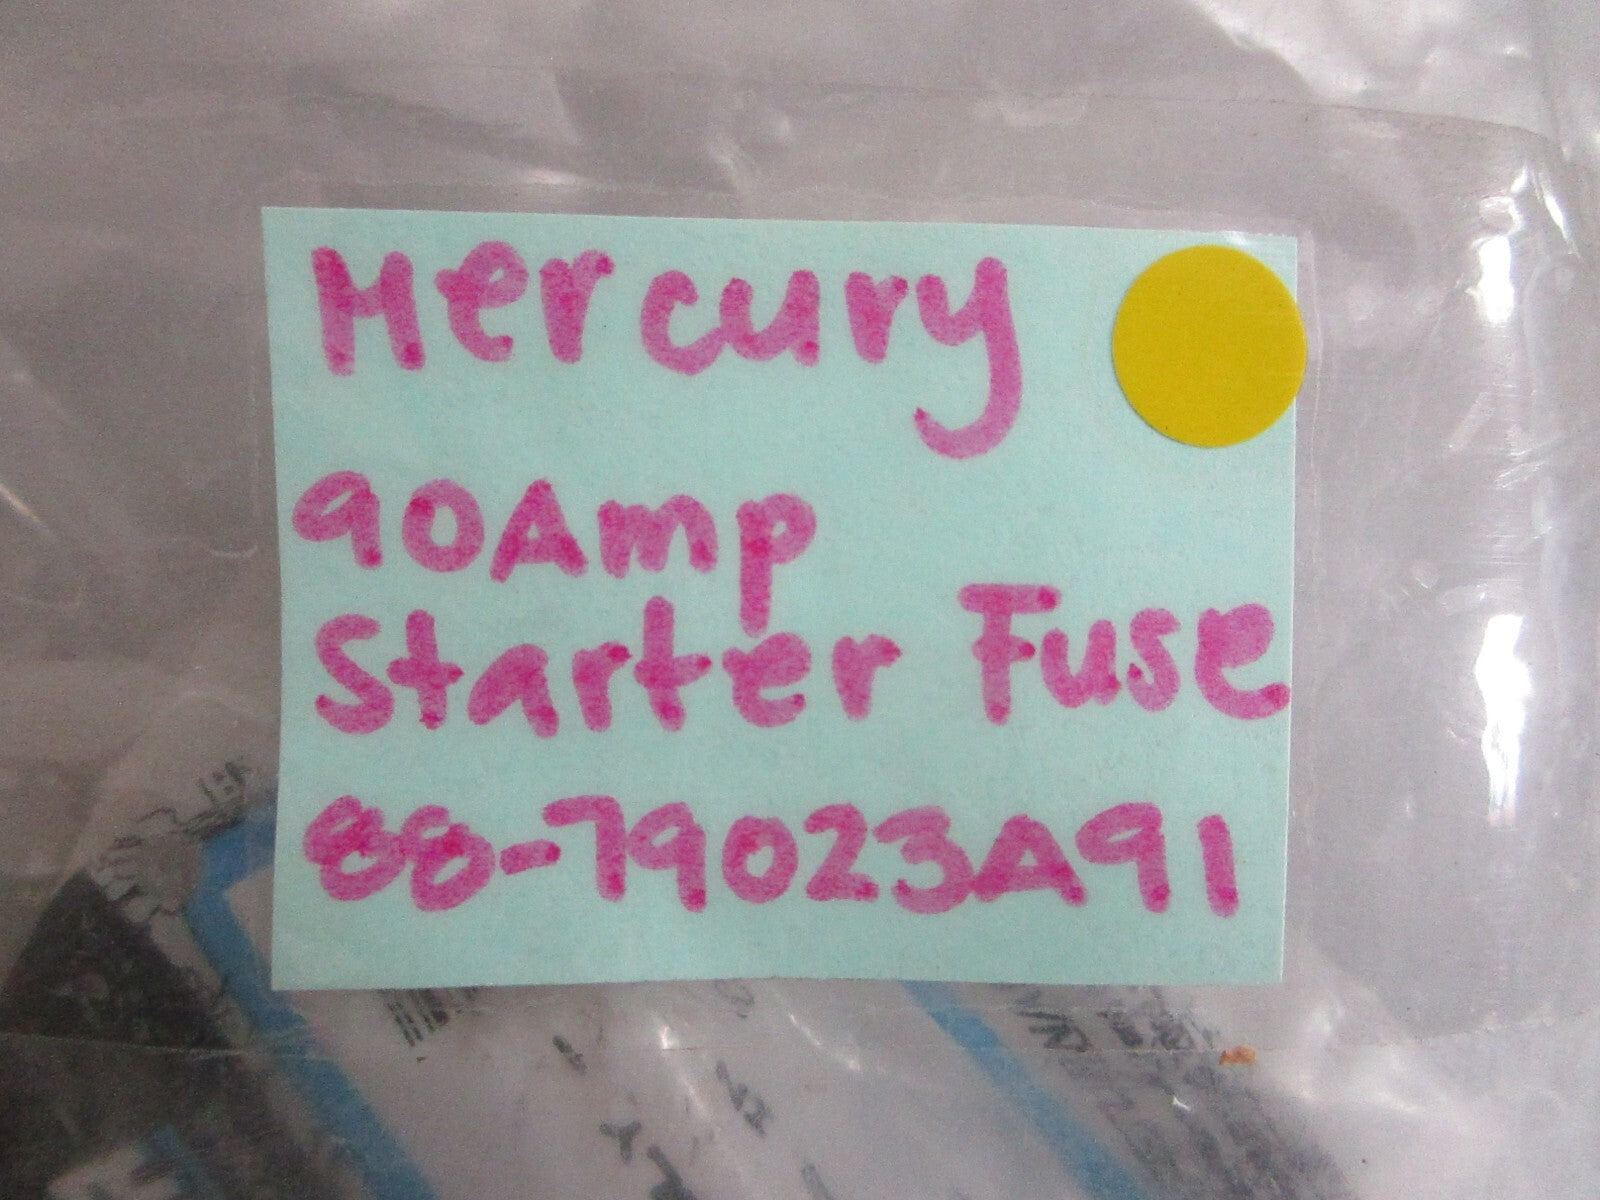 Mercury
90Amp
Starter Fuse
88-79023A91